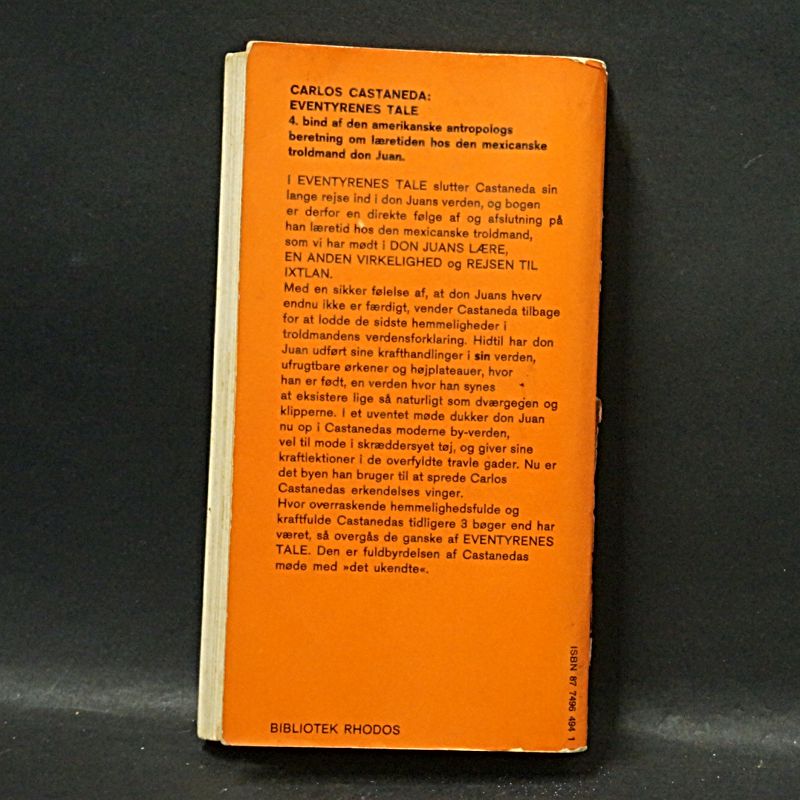 CARLOS CASTANEDA:
EVENTYRENES TALE
4. bind af den amerikanske antropologs
beretning om læretiden hos den mexicanske
troldmand don Juan.
I EVENTYRENES TALE slutter Castaneda sin
lange rejse ind i don Juans verden, og bogen
er derfor en direkte følge af og afslutning på
han læretid hos den mexicanske troldmand,
som vi har mødt i DON JUANS LÆRE,
EN ANDEN VIRKELIGHED og REJSEN TIL
IXTLAN.
Med en sikker følelse af, at don Juans hverv
endnu ikke er færdigt, vender Castaneda tilbage
for at lodde de sidste hemmeligheder i
troldmandens verdensforklaring. Hidtil har don
Juan udført sine krafthandlinger i sin verden,
ufrugtbare ørkener og højplateauer, hvor
han er født, en verden hvor han synes
at eksistere lige så naturligt som dværgegen og
klipperne. I et uventet møde dukker don Juan
nu op i Castanedas moderne by-verden,
vel til mode i skræddersyet tøj, og giver sine
kraftlektioner i de overfyldte travle gader. Nu er
det byen han bruger til at sprede Carlos
Castanedas erkendelses vinger.
Hvor overraskende hemmelighedsfulde og
kraftfulde Castanedas tidligere 3 bøger end har
været, så overgås de ganske af EVENTYRENES
TALE. Den er fuldbyrdelsen af Castanedas
møde med »det ukendte«.
BIBLIOTEK RHODOS
ISBN 87 7496 494 1